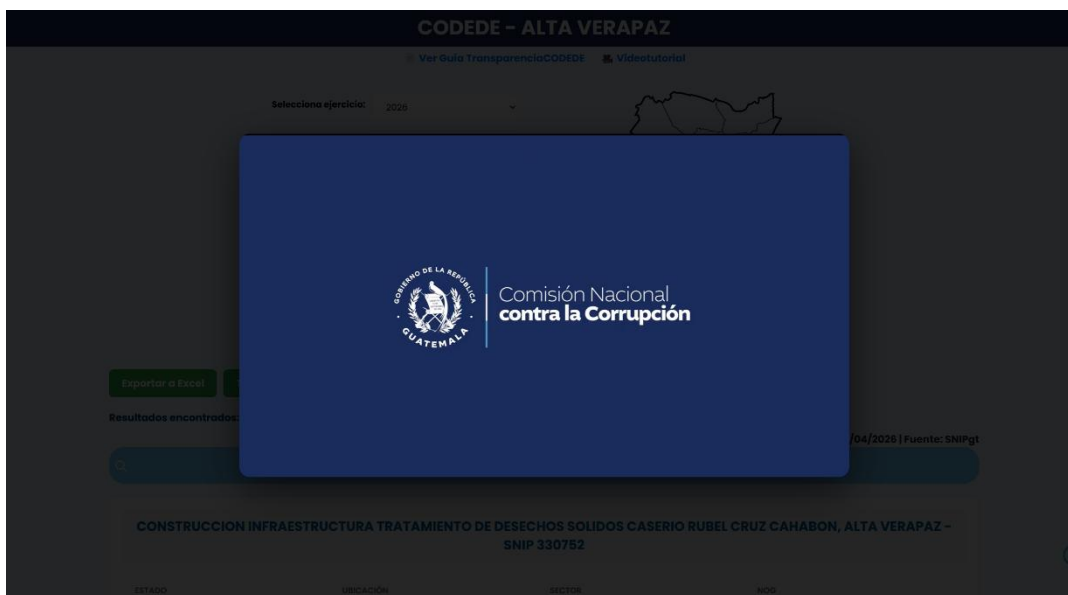 CODEDE - ALTA VERAPAZ
Ver Guia TransparenciaCODEDE Videotutorial
Selecciona ejercicio: 2026
GOBIERNO DE LA REPÚBLICA
GUATEMALA
Comisión Nacional
contra la Corrupción
Exportar a Excel
Resultados encontrados:
/04/2026 | Fuente: SNIPgt
CONSTRUCCION INFRAESTRUCTURA TRATAMIENTO DE DESECHOS SOLIDOS CASERIO RUBEL CRUZ CAHABON, ALTA VERAPAZ -
SNIP 330752
ESTADO UBICACIÓN SECTOR NOG